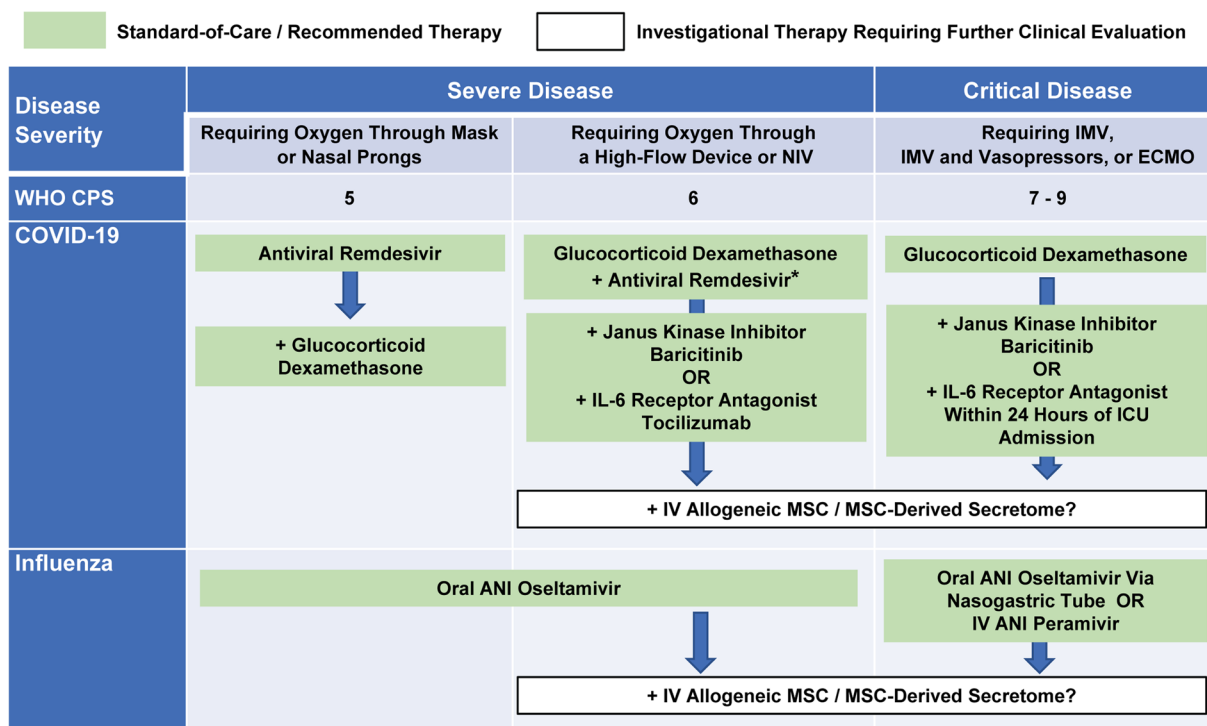 Standard-of-Care / Recommended Therapy
Investigational Therapy Requiring Further Clinical Evaluation
Disease
Severity
Severe Disease
Critical Disease
Requiring Oxygen Through Mask
or Nasal Prongs
Requiring Oxygen Through
a High-Flow Device or NIV
Requiring IMV,
IMV and Vasopressors, or ECMO
WHO CPS
5
6
7 - 9
COVID-19
Antiviral Remdesivir
+ Glucocorticoid
Dexamethasone
Glucocorticoid Dexamethasone
+ Antiviral Remdesivir*
+ Janus Kinase Inhibitor
Baricitinib
OR
+ IL-6 Receptor Antagonist
Tocilizumab
Glucocorticoid Dexamethasone
+ Janus Kinase Inhibitor
Baricitinib
OR
+ IL-6 Receptor Antagonist
Within 24 Hours of ICU
Admission
+ IV Allogeneic MSC / MSC-Derived Secretome?
Influenza
Oral ANI Oseltamivir
Oral ANI Oseltamivir Via
Nasogastric Tube OR
IV ANI Peramivir
+ IV Allogeneic MSC / MSC-Derived Secretome?